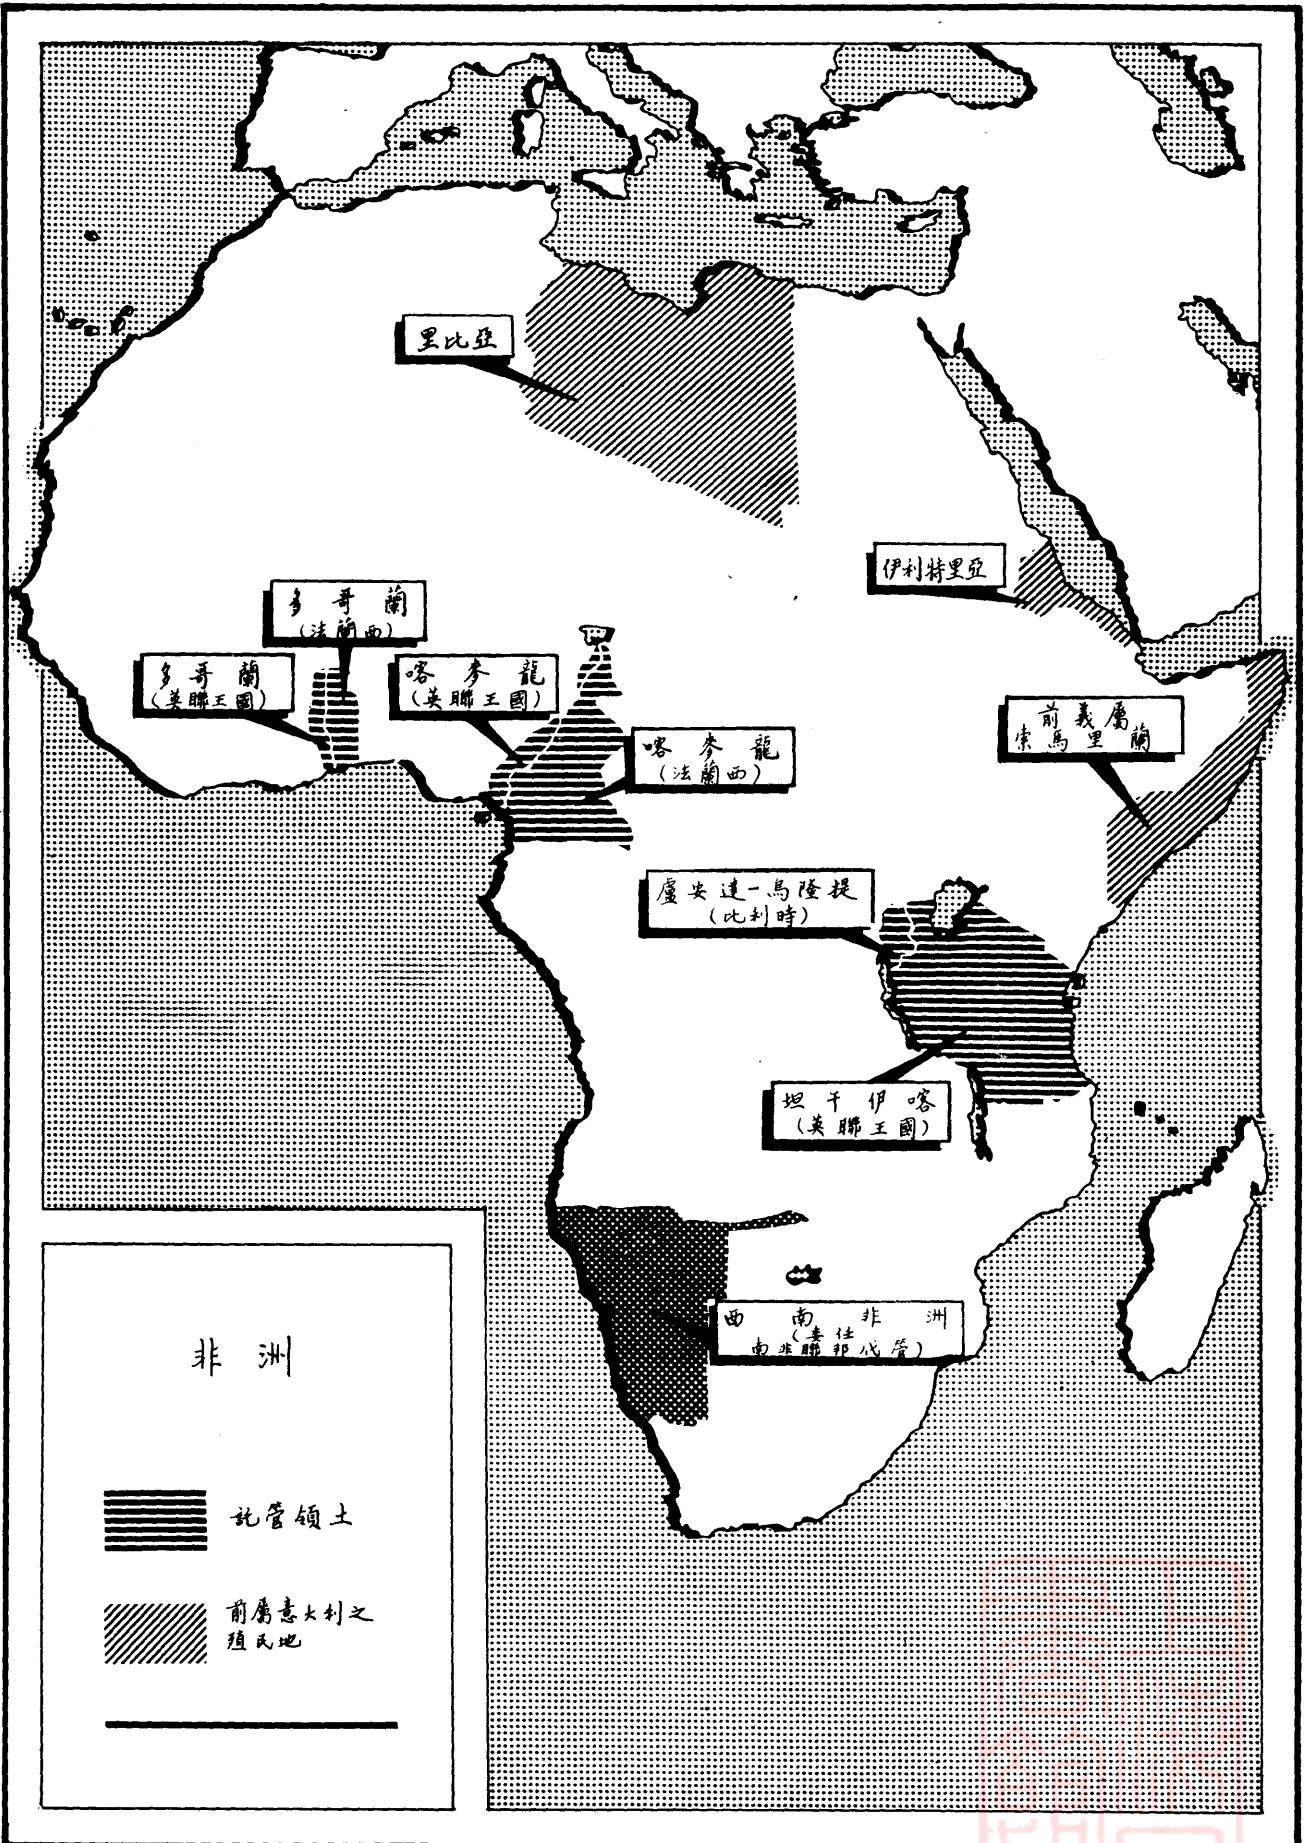 里比亞
伊利特里亞
多哥蘭
(法蘭西)
多哥蘭
(英聯王國)
喀麥龍
(英聯王國)
前義屬
索馬里蘭
喀麥龍
(法蘭西)
盧安達-烏隆提
(比利時)
坦干伊喀
(英聯王國)
西南非洲
(委任
南非聯邦代管)
非洲
託管領土
前屬意大利之
殖民地